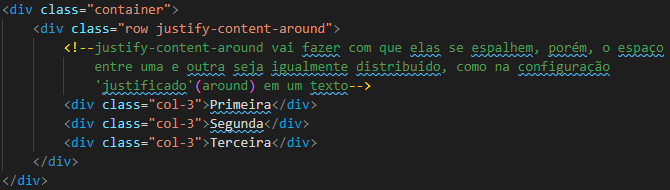 <div class="container">
<div class="row justify-content-around">
<!--justify-content-around vai fazer com que elas se espalhem, porém, o espaço
entre uma e outra seja igualmente distribuido, como na configuração
'justificado'(around) em um texto-->
<div class="col-3">Primeira</div>
<div class="col-3">Segunda</div>
<div class="col-3">Terceira</div>
</div>
</div>